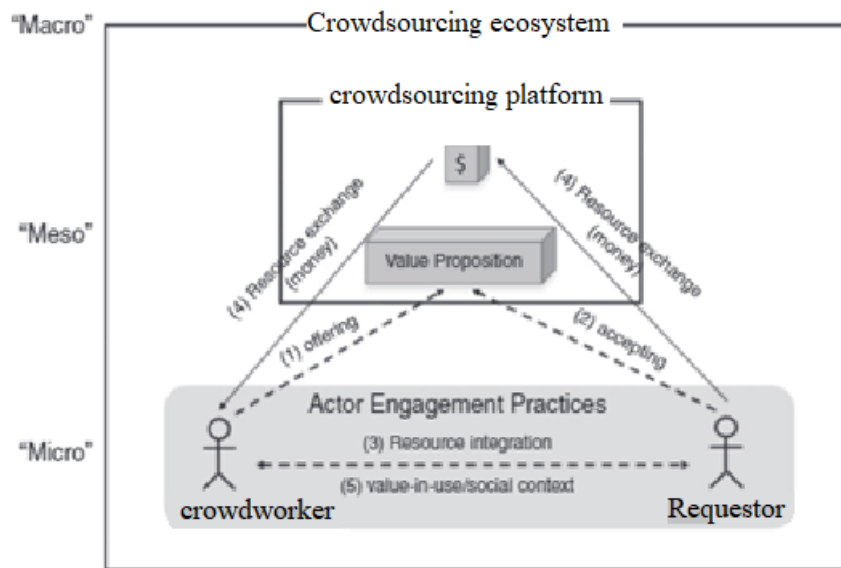 "Macro"
Crowdsourcing ecosystem
crowdsourcing platform
$
(4) Resource exchange
(money)
(4) Resource exchange
(money)
"Meso"
Value Proposition
(1) offering
(2) accepting
Actor Engagement Practices
"Micro"
(3) Resource integration
(5) value-in-use/social context
crowdworker
Requestor